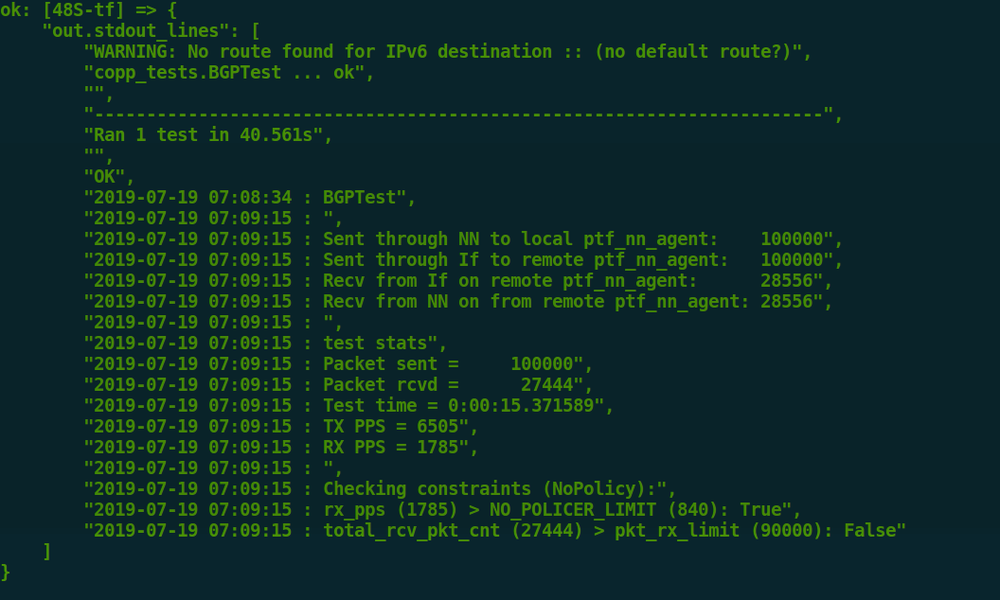 ok: [48S-tf] => {
    "out.stdout_lines": [
        "WARNING: No route found for IPv6 destination :: (no default route?)",
        "copp_tests.BGPTest ... ok",
        "",
        "----------------------------------------------------------------------",
        "Ran 1 test in 40.561s",
        "",
        "OK",
        "2019-07-19 07:08:34 : BGPTest",
        "2019-07-19 07:09:15 : ",
        "2019-07-19 07:09:15 : Sent through NN to local ptf_nn_agent:    100000",
        "2019-07-19 07:09:15 : Sent through If to remote ptf_nn_agent:   100000",
        "2019-07-19 07:09:15 : Recv from If on remote ptf_nn_agent:      28556",
        "2019-07-19 07:09:15 : Recv from NN on from remote ptf_nn_agent: 28556",
        "2019-07-19 07:09:15 : ",
        "2019-07-19 07:09:15 : test stats",
        "2019-07-19 07:09:15 : Packet sent =     100000",
        "2019-07-19 07:09:15 : Packet rcvd =      27444",
        "2019-07-19 07:09:15 : Test time = 0:00:15.371589",
        "2019-07-19 07:09:15 : TX PPS = 6505",
        "2019-07-19 07:09:15 : RX PPS = 1785",
        "2019-07-19 07:09:15 : ",
        "2019-07-19 07:09:15 : Checking constraints (NoPolicy):",
        "2019-07-19 07:09:15 : rx_pps (1785) > NO_POLICER_LIMIT (840): True",
        "2019-07-19 07:09:15 : total_rcv_pkt_cnt (27444) > pkt_rx_limit (90000): False"
    ]
}